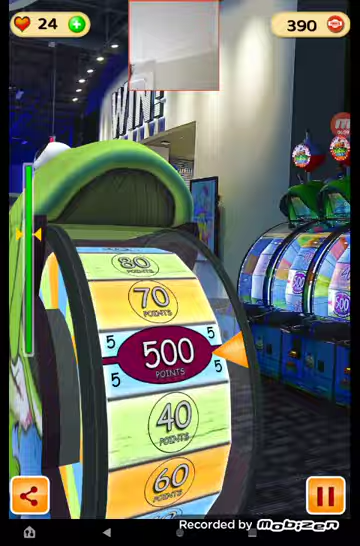 24
390
WIN!
80
POINTS
70
POINTS
5 5
500
POINTS
5 5
40
POINTS
60
POINTS
Recorded by mobizen